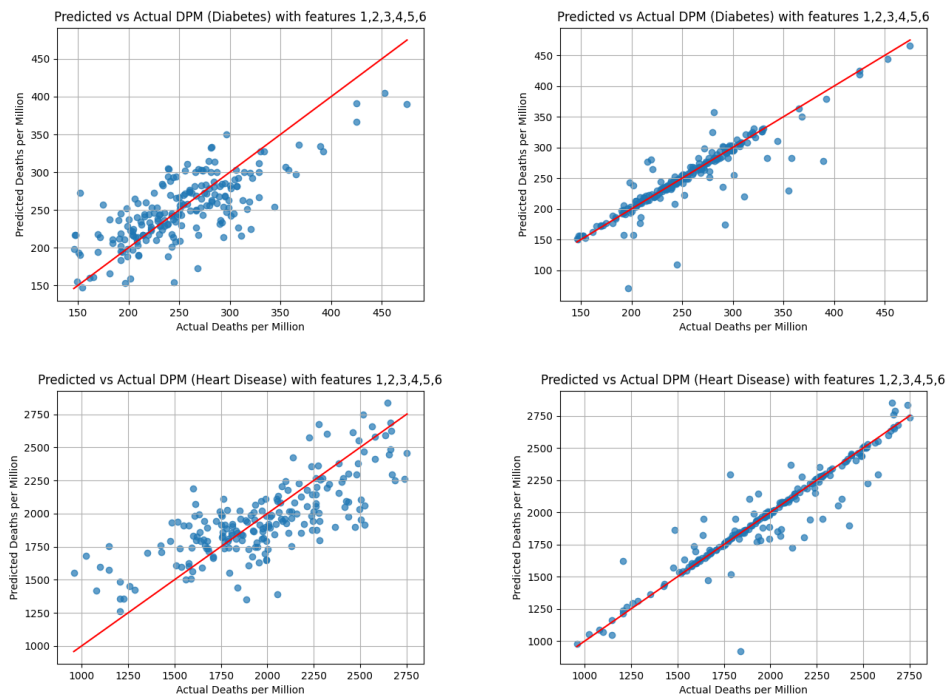 Predicted vs Actual DPM (Diabetes) with features 1,2,3,4,5,6
450
400
350
300
250
200
150
150 200 250 300 350 400 450
Predicted Deaths per Million
Actual Deaths per Million
Predicted vs Actual DPM (Diabetes) with features 1,2,3,4,5,6
450
400
350
300
250
200
150
100
150 200 250 300 350 400 450
Predicted Deaths per Million
Actual Deaths per Million
Predicted vs Actual DPM (Heart Disease) with features 1,2,3,4,5,6
2750
2500
2250
2000
1750
1500
1250
1000
1000 1250 1500 1750 2000 2250 2500 2750
Predicted Deaths per Million
Actual Deaths per Million
Predicted vs Actual DPM (Heart Disease) with features 1,2,3,4,5,6
2750
2500
2250
2000
1750
1500
1250
1000
1000 1250 1500 1750 2000 2250 2500 2750
Predicted Deaths per Million
Actual Deaths per Million